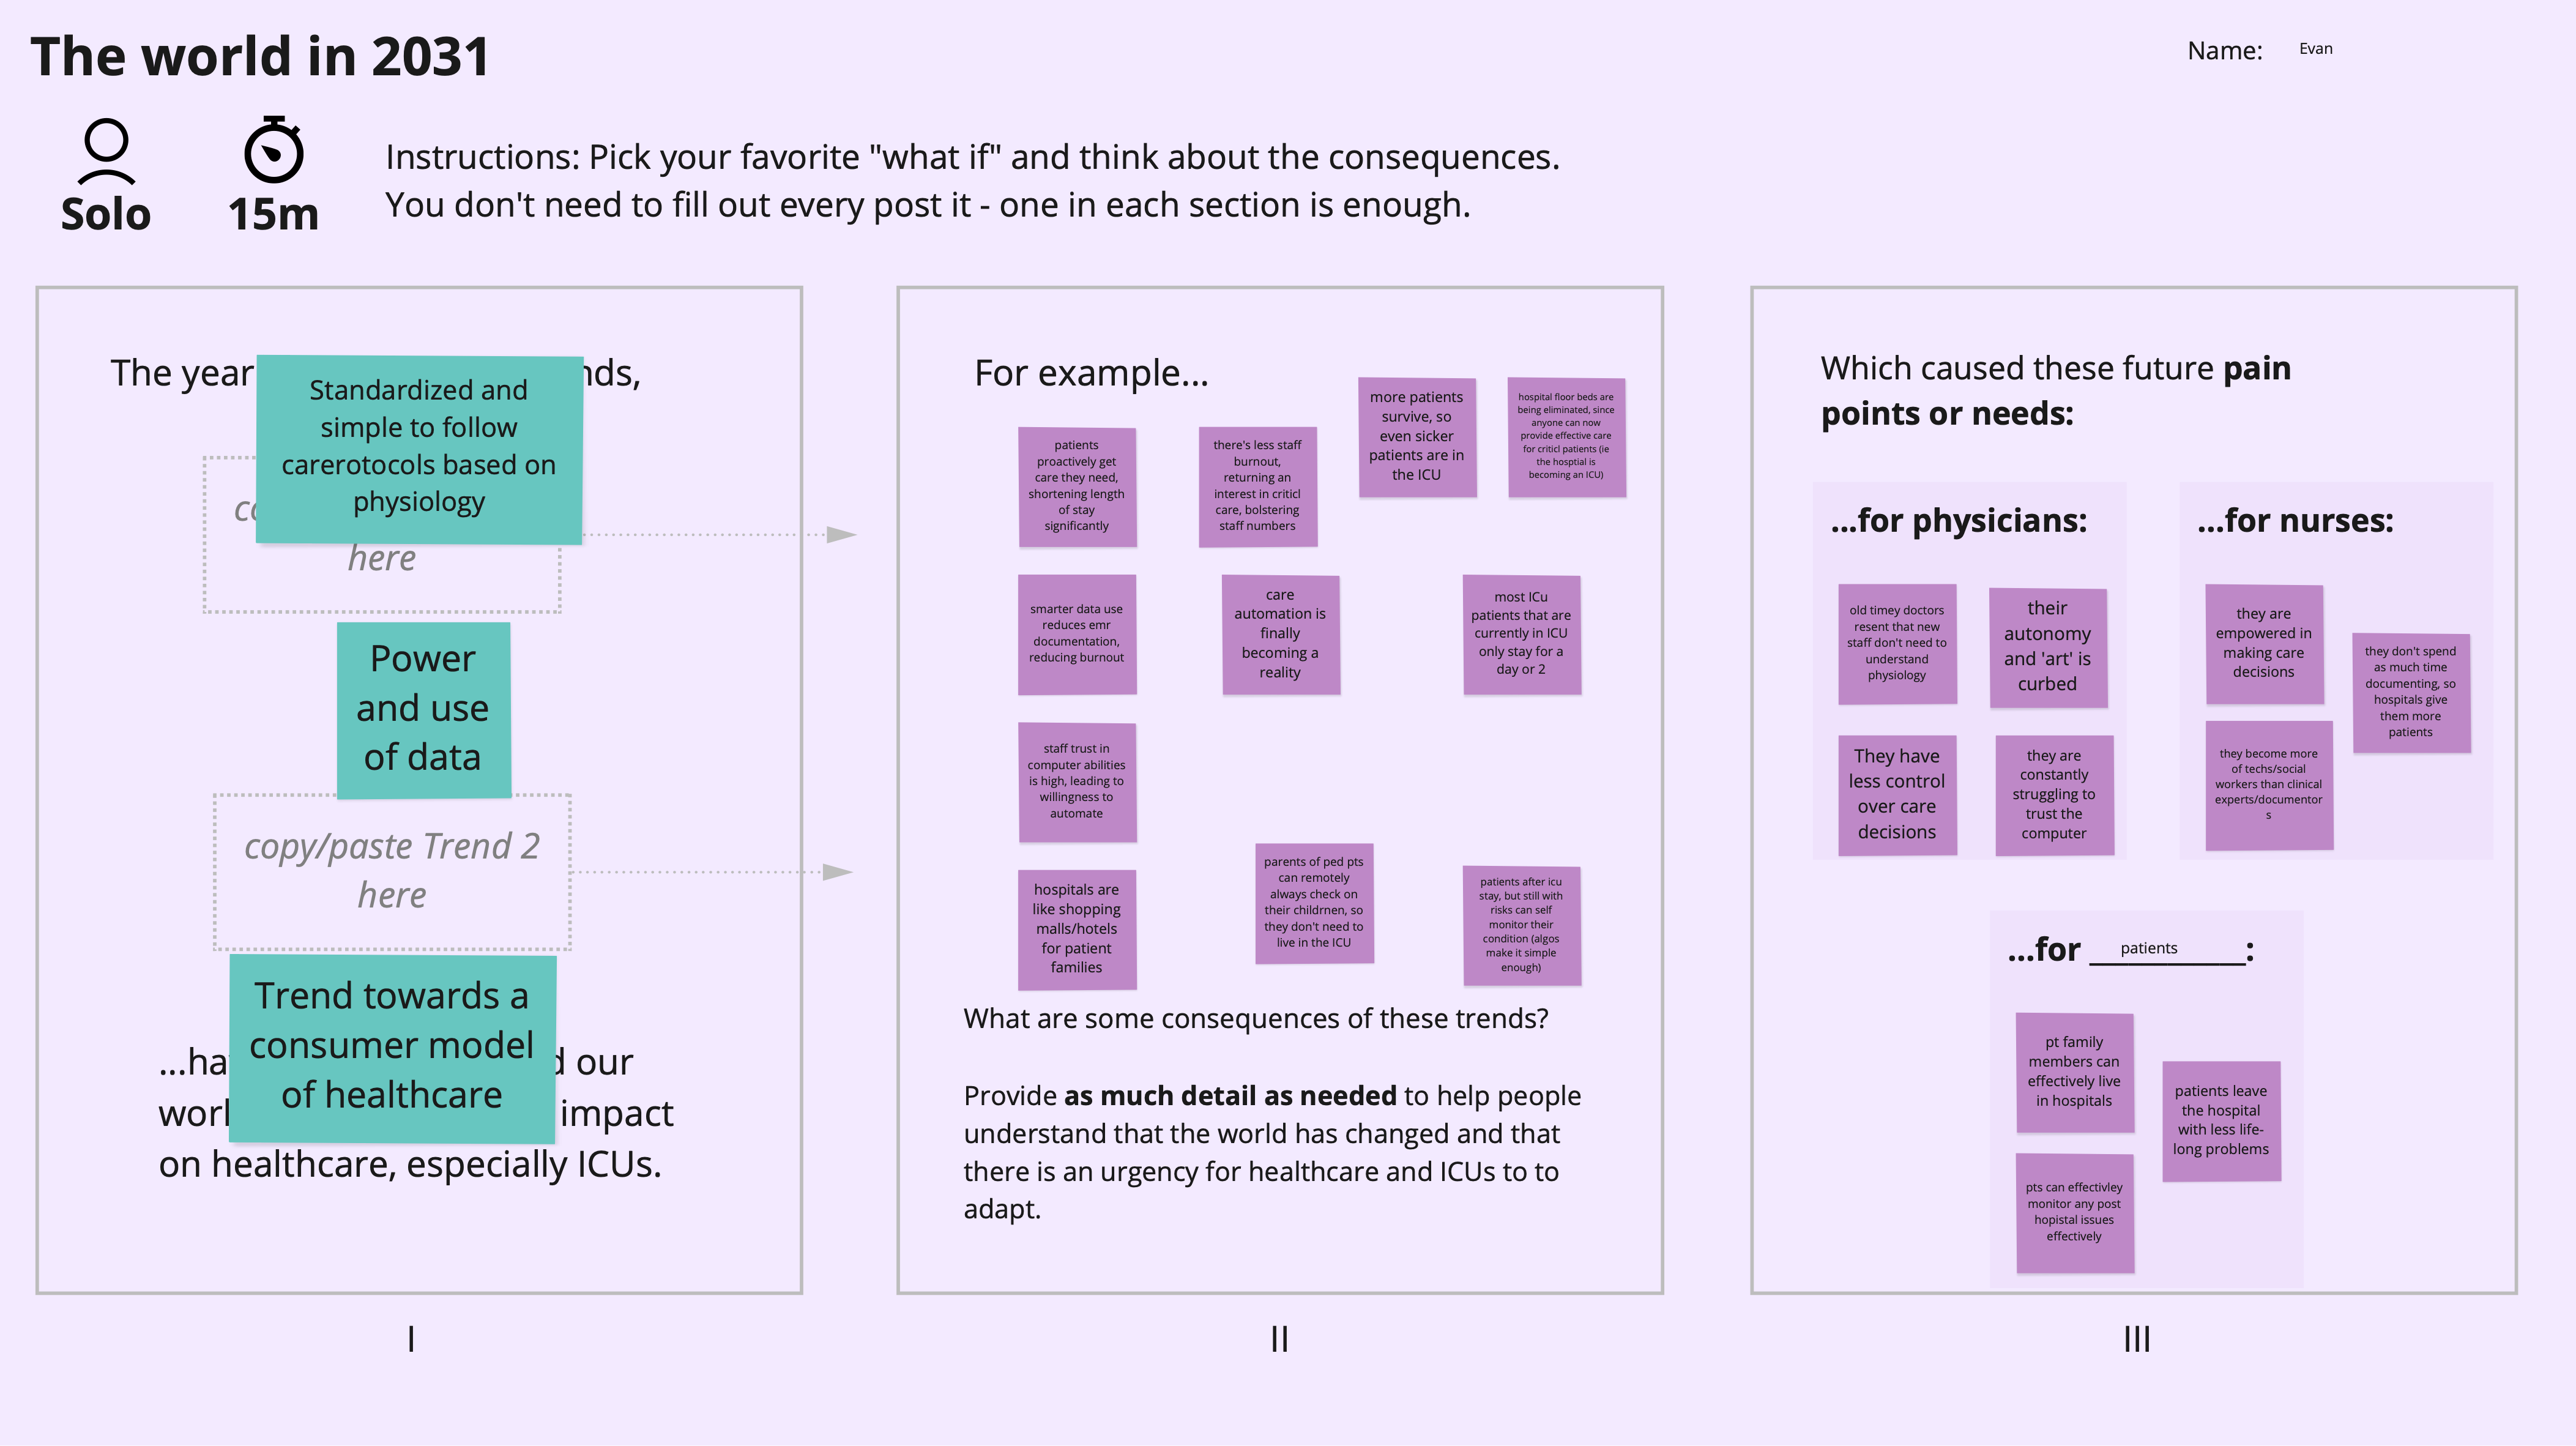 The world in 2031
Name: Evan
Solo
15m
Instructions: Pick your favorite "what if" and think about the consequences.
You don't need to fill out every post it - one in each section is enough.
The year
nds,
Standardized and
simple to follow
carerotocols based on
physiology
here
Power
and use
of data
copy/paste Trend 2
here
Trend towards a
consumer model
of healthcare
our
impact
on healthcare, especially ICUs.
I
For example...
patients
proactively get
care they need,
shortening length
of stay
significantly
there's less staff
burnout,
returning an
interest in criticl
care, bolstering
staff numbers
more patients
survive, so
even sicker
patients are in
the ICU
hospital floor beds are
being eliminated, since
anyone can now
provide effective care
for criticl patients (ie
the hosptial is
becoming an ICU)
smarter data use
reduces emr
documentation,
reducing burnout
care
automation is
finally
becoming a
reality
most ICu
patients that are
currently in ICU
only stay for a
day or 2
staff trust in
computer abilities
is high, leading to
willingness to
automate
hospitals are
like shopping
malls/hotels
for patient
families
parents of ped pts
can remotely
always check on
their childrnen, so
they don't need to
live in the ICU
patients after icu
stay, but still with
risks can self
monitor their
condition (algos
make it simple
enough)
What are some consequences of these trends?
Provide as much detail as needed to help people
understand that the world has changed and that
there is an urgency for healthcare and ICUs to to
adapt.
II
Which caused these future pain
points or needs:
...for physicians:
old timey doctors
resent that new
staff don't need to
understand
physiology
their
autonomy
and 'art' is
curbed
They have
less control
over care
decisions
they are
constantly
struggling to
trust the
computer
...for nurses:
they are
empowered in
making care
decisions
they don't spend
as much time
documenting, so
hospitals give
them more
patients
they become more
of techs/social
workers than clinical
experts/documentor
s
...for patients:
pt family
members can
effectively live
in hospitals
patients leave
the hospital
with less life-
long problems
pts can effectivley
monitor any post
hopistal issues
effectively
III